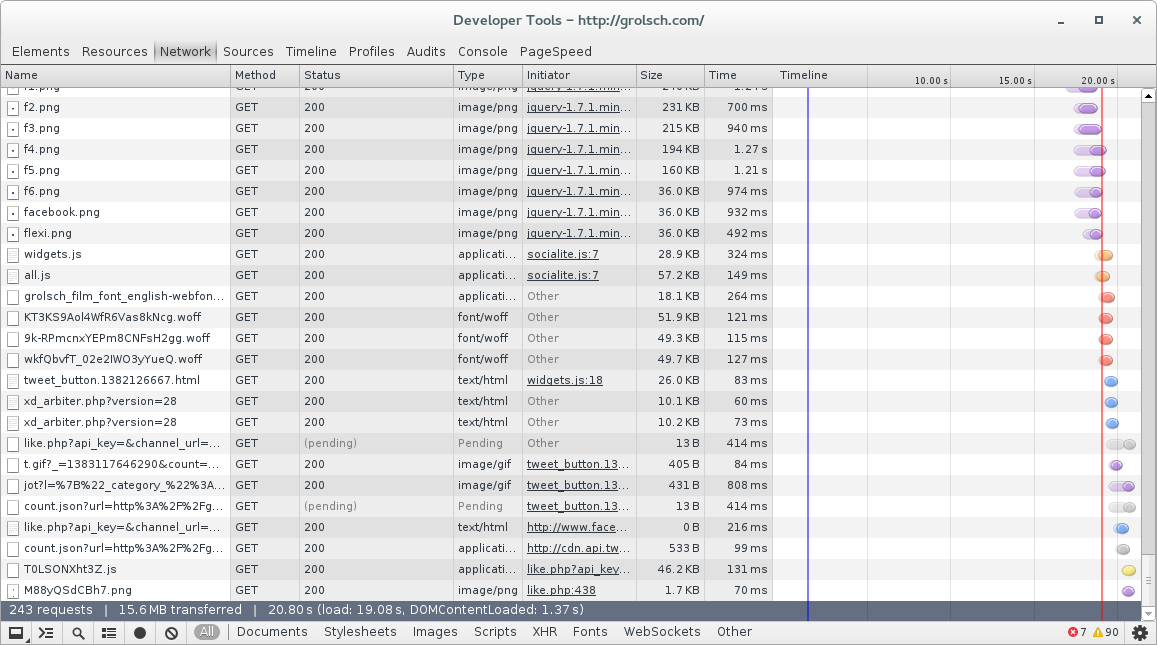 Developer Tools – http://grolsch.com/
Elements Resources Network Sources Timeline Profiles Audits Console PageSpeed
Name Method Status Type Initiator Size Time Timeline 10.00 s 15.00 s 20.00 s
f1.png GET 200 image/png jquery-1.7.1.min...
f2.png GET 200 image/png jquery-1.7.1.min... 231 KB 700 ms
f3.png GET 200 image/png jquery-1.7.1.min... 215 KB 940 ms
f4.png GET 200 image/png jquery-1.7.1.min... 194 KB 1.27 s
f5.png GET 200 image/png jquery-1.7.1.min... 160 KB 1.21 s
f6.png GET 200 image/png jquery-1.7.1.min... 36.0 KB 974 ms
facebook.png GET 200 image/png jquery-1.7.1.min... 36.0 KB 932 ms
flexi.png GET 200 image/png jquery-1.7.1.min... 36.0 KB 492 ms
widgets.js GET 200 applicati... socialite.js:7 28.9 KB 324 ms
all.js GET 200 applicati... socialite.js:7 57.2 KB 149 ms
grolsch_film_font_english-webfon... GET 200 applicati... Other 18.1 KB 264 ms
KT3KS9Aol4WfR6Vas8kNcg.woff GET 200 font/woff Other 51.9 KB 121 ms
9k-RPmcnxYEPm8CNFsH2gg.woff GET 200 font/woff Other 49.3 KB 115 ms
wkfQbvfT_02e2IWO3yYueQ.woff GET 200 font/woff Other 49.7 KB 127 ms
tweet_button.1382126667.html GET 200 text/html widgets.js:18 26.0 KB 83 ms
xd_arbiter.php?version=28 GET 200 text/html Other 10.1 KB 60 ms
xd_arbiter.php?version=28 GET 200 text/html Other 10.2 KB 73 ms
like.php?api_key=&channel_url=... GET (pending) Pending Other 13 B 414 ms
t.gif?_=1383117646290&count=... GET 200 image/gif tweet_button.13... 405 B 84 ms
jot?l=%7B%22_category_%22%3A... GET 200 image/gif tweet_button.13... 431 B 808 ms
count.json?url=http%3A%2F%2Fg... GET (pending) Pending tweet_button.13... 13 B 414 ms
like.php?api_key=&channel_url=... GET 200 text/html http://www.face... 0 B 216 ms
count.json?url=http%3A%2F%2Fg... GET 200 applicati... http://cdn.api.tw... 533 B 99 ms
T0LSONXht3Z.js GET 200 applicati... like.php?api_key... 46.2 KB 131 ms
M88yQSdCBh7.png GET 200 image/png like.php:438 1.7 KB 70 ms
243 requests | 15.6 MB transferred | 20.80 s (load: 19.08 s, DOMContentLoaded: 1.37 s)
All Documents Stylesheets Images Scripts XHR Fonts WebSockets Other 7 90